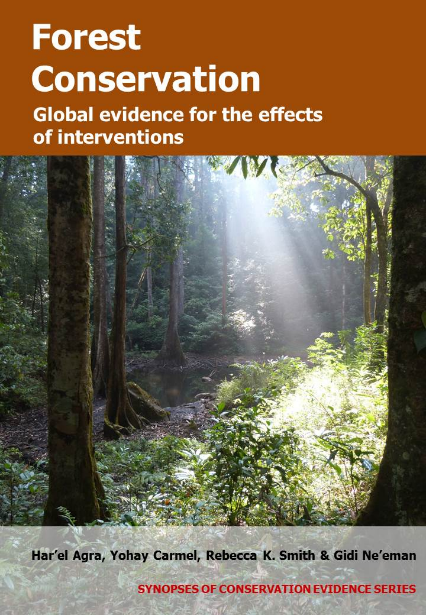 Forest
Conservation
Global evidence for the effects
of interventions
Har'el Agra, Yohay Carmel, Rebecca K. Smith & Gidi Ne'eman
SYNOPSES OF CONSERVATION EVIDENCE SERIES